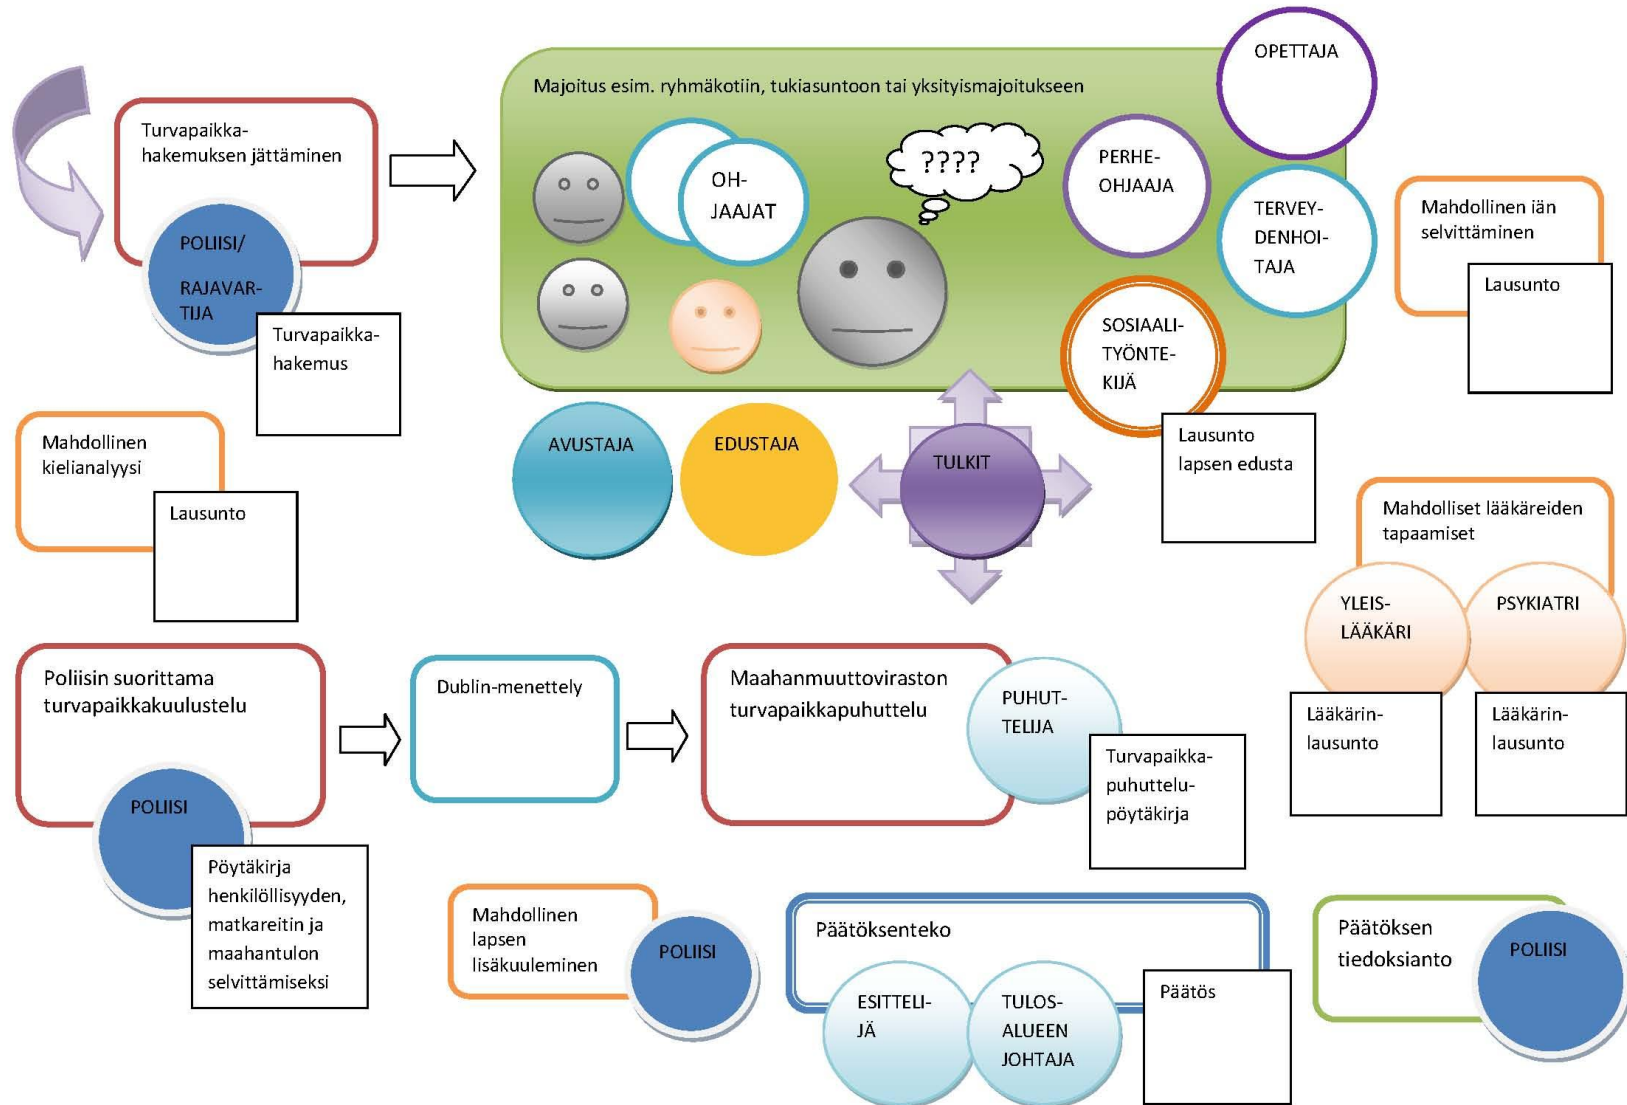 Turvapaikka-
hakemuksen jättäminen
POLIISI/
RAJAVAR-
TIJA
Turvapaikka-
hakemus
Majoitus esim. ryhmäkotiin, tukiasuntoon tai yksityismajoitukseen
OH-
JAAJAT
????
PERHE-
OHJAAJA
OPETTAJA
TERVEY-
DENHOI-
TAJA
SOSIAALI-
TYÖNTE-
KIJÄ
Lausunto
lapsen edusta
Mahdollinen iän
selvittäminen
Lausunto
Mahdollinen
kielianalyysi
Lausunto
AVUSTAJA
EDUSTAJA
TULKIT
Mahdolliset lääkäreiden
tapaamiset
YLEIS-
LÄÄKÄRI
PSYKIATRI
Lääkärin-
lausunto
Lääkärin-
lausunto
Poliisin suorittama
turvapaikkakuulustelu
POLIISI
Pöytäkirja
henkilöllisyyden,
matkareitin ja
maahantulon
selvittämiseksi
Dublin-menettely
Maahanmuuttoviraston
turvapaikkapuhuttelu
PUHUT-
TELIJA
Turvapaikka-
puhuttelu-
pöytäkirja
Mahdollinen
lapsen
lisäkuuleminen
POLIISI
Päätöksenteko
ESITTELI-
JÄ
TULOS-
ALUEEN
JOHTAJA
Päätös
Päätöksen
tiedoksianto
POLIISI